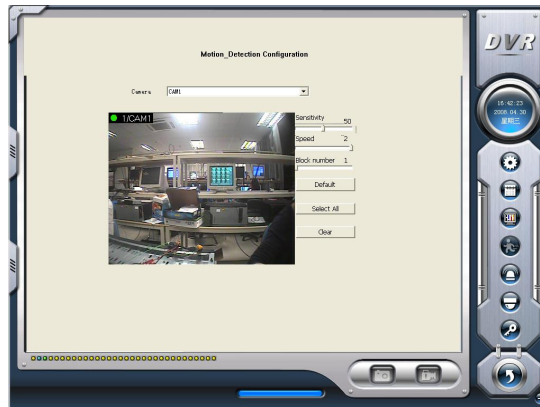 Motion_Detection Configuration
DVR
Camera
CAM1
16:42:23
2008.04.30
星期三
1/CAM1
Sensitivity 50
Speed 2
Block number 1
Default
Select All
Clear